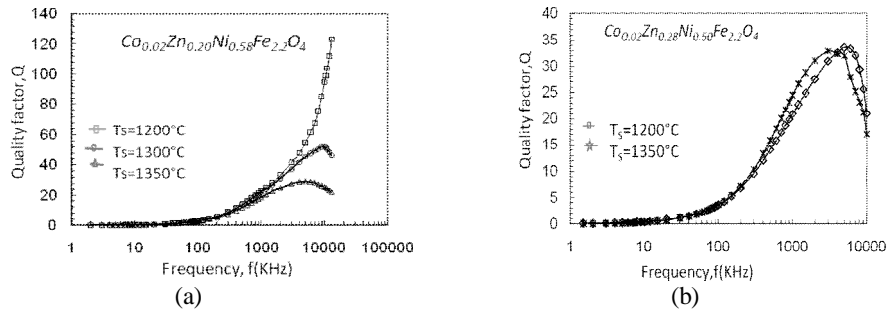 140
120
100
80
60
40
20
0
Quality factor,Q
Co0.02Zn0.20Ni0.58Fe2.2O4
Ts=1200°C
Ts=1300°C
Ts=1350°C
1 10 100 1000 10000 100000
Frequency, f(KHz)
(a)
40
35
30
25
20
15
10
5
0
Quality factor, Q
Co0.02Zn0.28Ni0.50Fe2.2O4
Ts=1200°C
Ts=1350°C
1 10 100 1000 10000
Frequency, f(KHz)
(b)